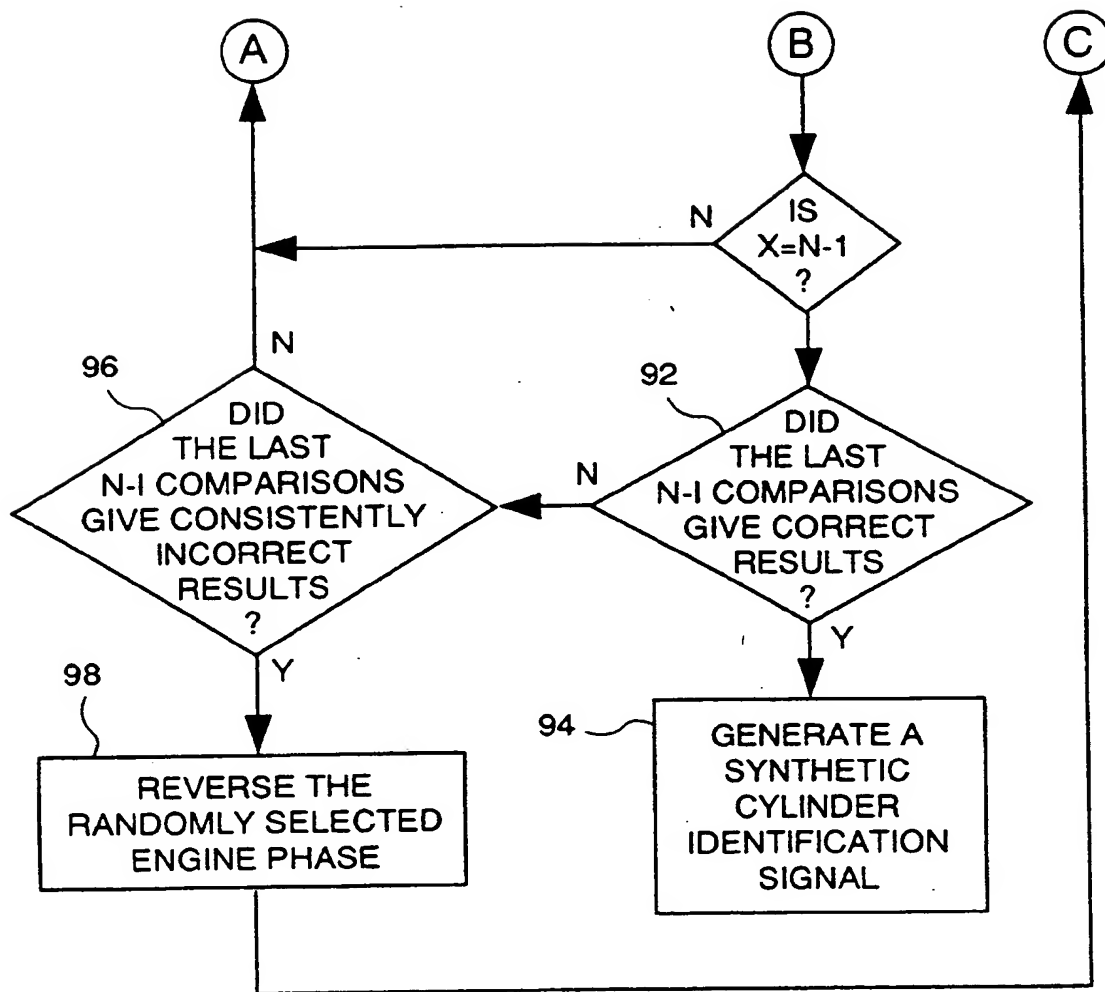 A
B
C
N
IS
X=N-1
?
N
96
DID
THE LAST
N-I COMPARISONS
GIVE CONSISTENTLY
INCORRECT
RESULTS
?
N
92
DID
THE LAST
N-I COMPARISONS
GIVE CORRECT
RESULTS
?
Y
Y
98
REVERSE THE
RANDOMLY SELECTED
ENGINE PHASE
94
GENERATE A
SYNTHETIC
CYLINDER
IDENTIFICATION
SIGNAL